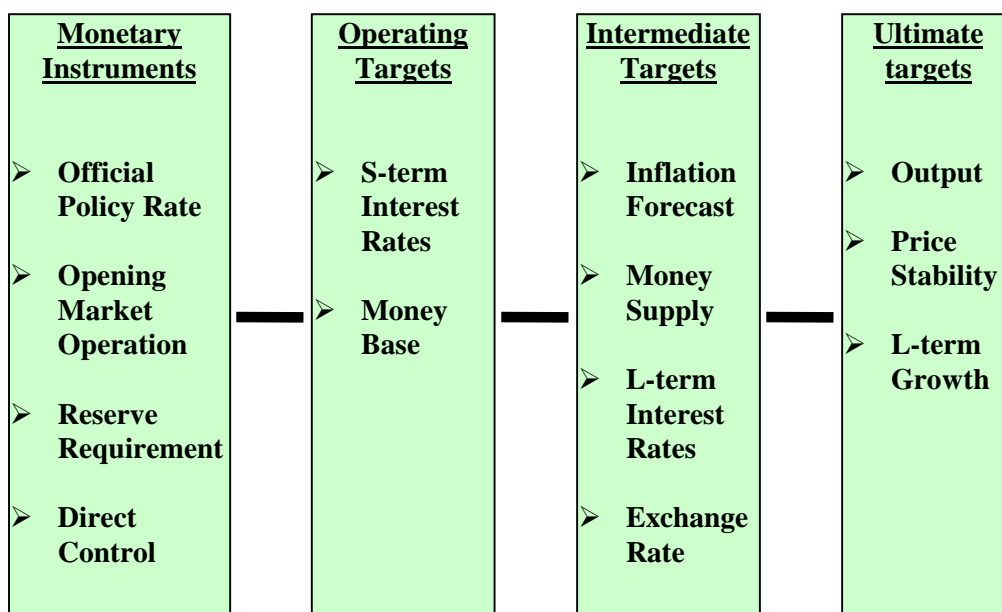 Monetary
Instruments
➢ Official
Policy Rate
➢ Opening
Market
Operation
➢ Reserve
Requirement
➢ Direct
Control
Operating
Targets
➢ S-term
Interest
Rates
➢ Money
Base
Intermediate
Targets
➢ Inflation
Forecast
➢ Money
Supply
➢ L-term
Interest
Rates
➢ Exchange
Rate
Ultimate
targets
➢ Output
➢ Price
Stability
➢ L-term
Growth